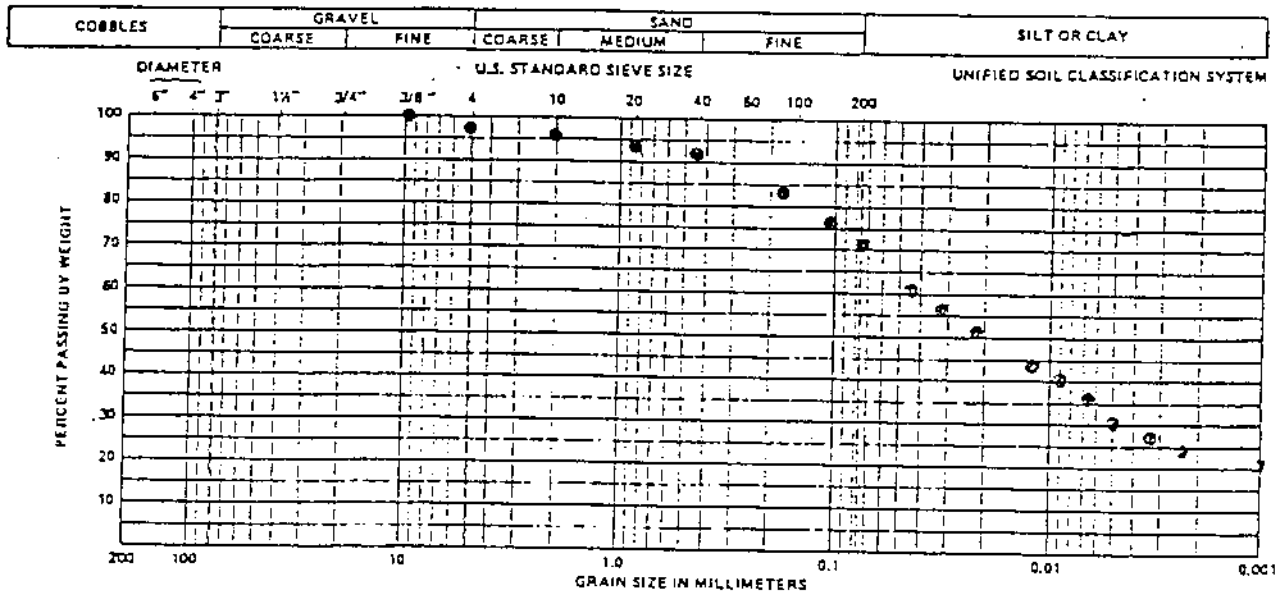 COBBLES GRAVEL SAND SILT OR CLAY
COARSE FINE COARSE MEDIUM FINE
DIAMETER U.S. STANDARD SIEVE SIZE UNIFIED SOIL CLASSIFICATION SYSTEM
6" 4" 3" 1½" 3/4" 3/8" 4 10 20 40 60 100 200
100
90
80
70
60
50
40
30
20
10
PERCENT PASSING BY WEIGHT
200 100 10 1.0 0.1 0.01 0.001
GRAIN SIZE IN MILLIMETERS